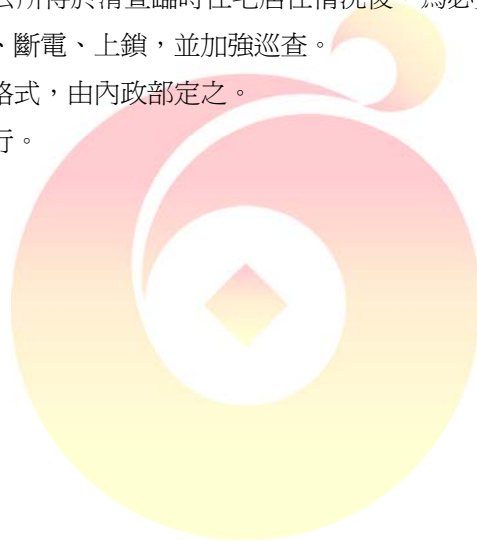 公所得於清查臨時住宅居住情況後，為必
、斷電、上鎖，並加強巡查。
格式，由內政部定之。
行。